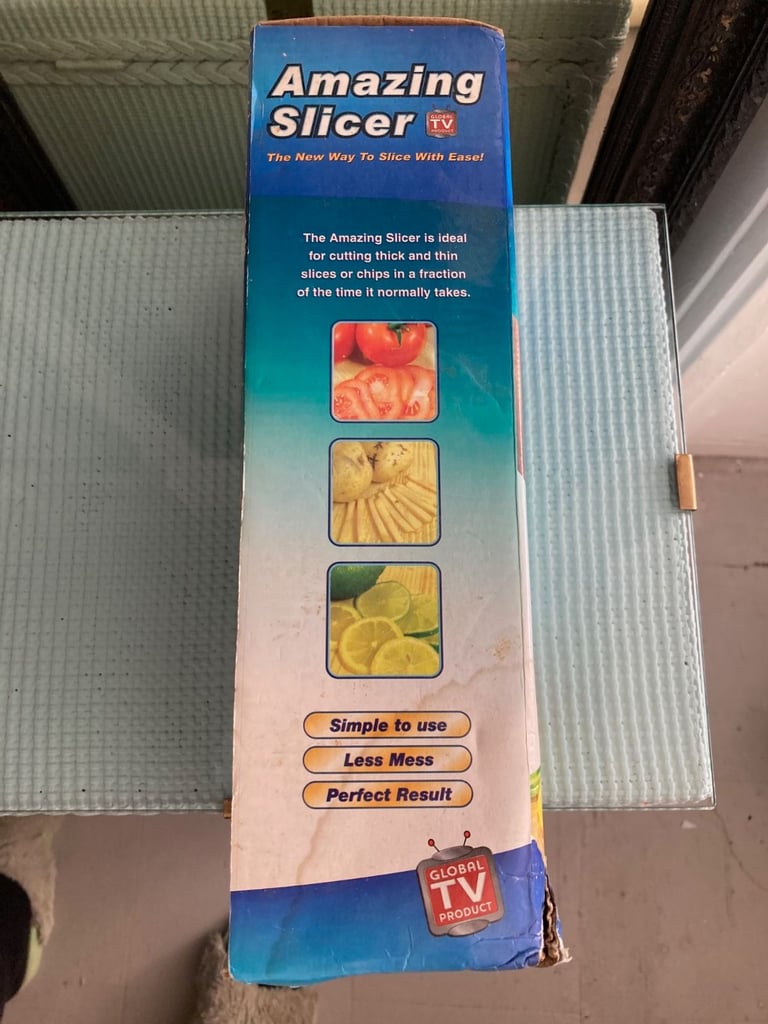 Amazing
Slicer
GLOBAL
TV
PRODUCT
The New Way To Slice With Ease!
The Amazing Slicer is ideal
for cutting thick and thin
slices or chips in a fraction
of the time it normally takes.
Simple to use
Less Mess
Perfect Result
GLOBAL
TV
PRODUCT